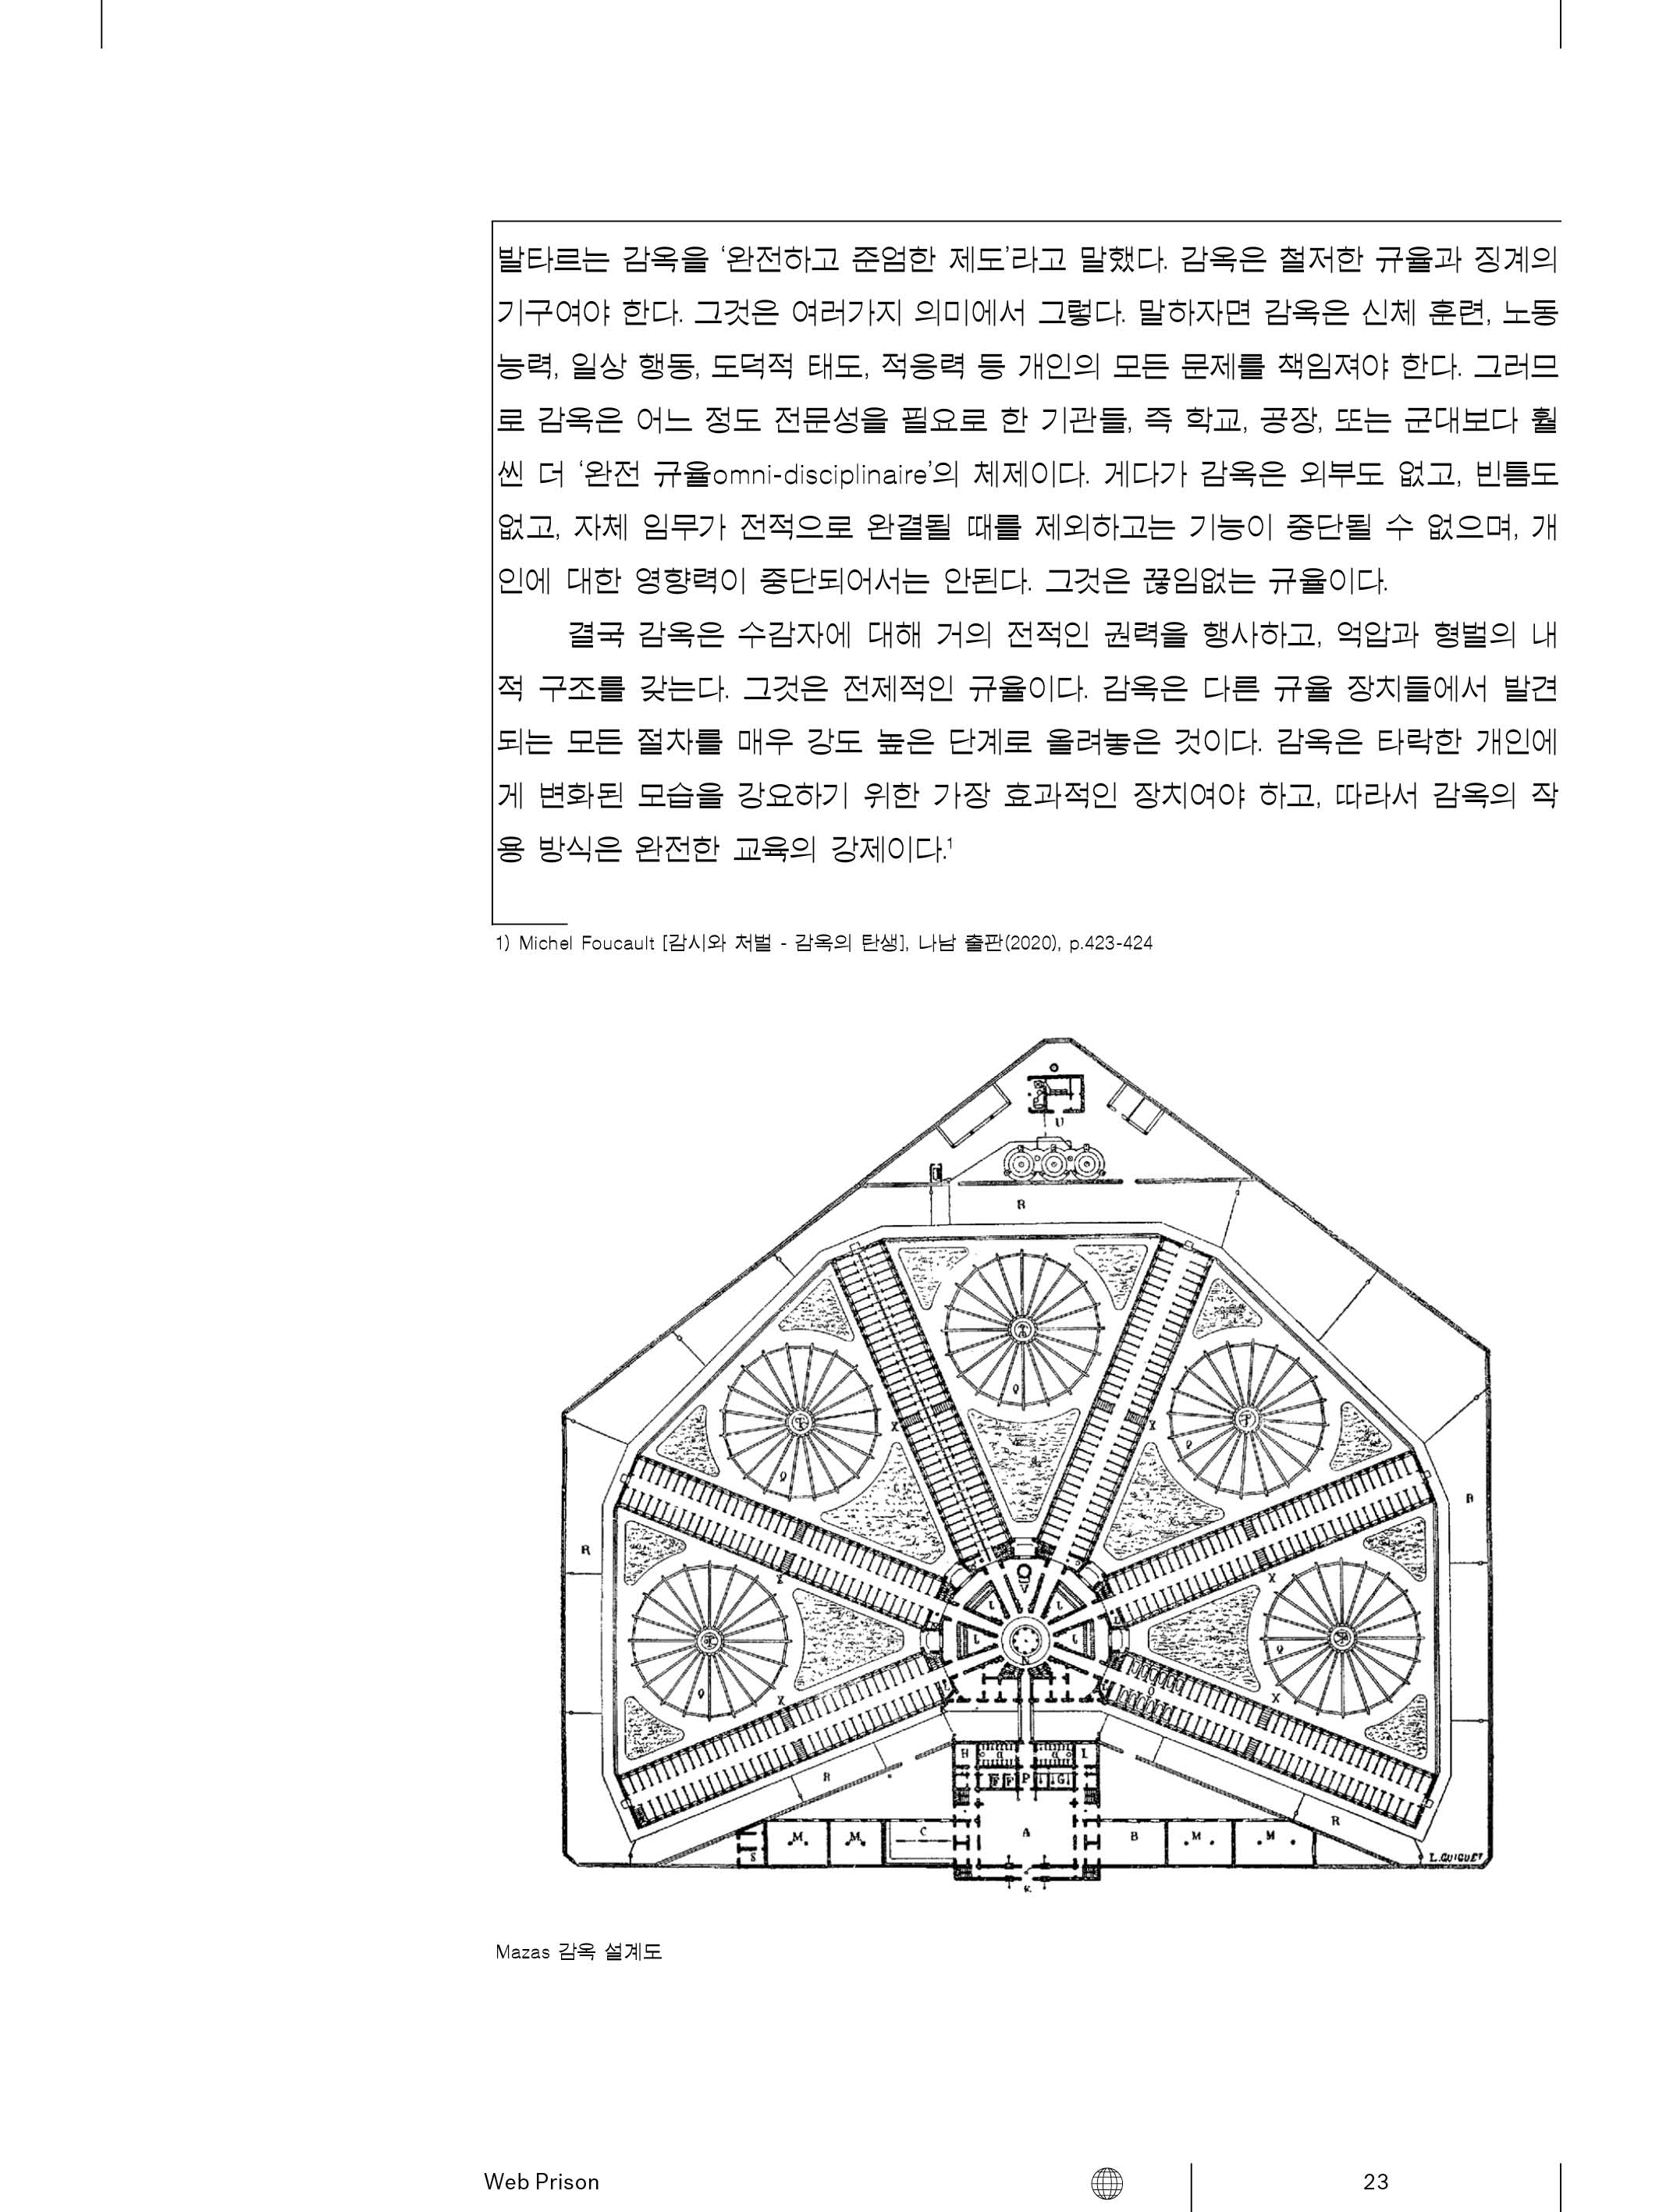 발타르는 감옥을 ‘완전하고 준엄한 제도’라고 말했다. 감옥은 철저한 규율과 징계의
기구여야 한다. 그것은 여러가지 의미에서 그렇다. 말하자면 감옥은 신체 훈련, 노동
능력, 일상 행동, 도덕적 태도, 적응력 등 개인의 모든 문제를 책임져야 한다. 그러므
로 감옥은 어느 정도 전문성을 필요로 한 기관들, 즉 학교, 공장, 또는 군대보다 훨
씬 더 ‘완전 규율omni-disciplinaire’의 체제이다. 게다가 감옥은 외부도 없고, 빈틈도
없고, 자체 임무가 전적으로 완결될 때를 제외하고는 기능이 중단될 수 없으며, 개
인에 대한 영향력이 중단되어서는 안된다. 그것은 끊임없는 규율이다.
결국 감옥은 수감자에 대해 거의 전적인 권력을 행사하고, 억압과 형벌의 내
적 구조를 갖는다. 그것은 전제적인 규율이다. 감옥은 다른 규율 장치들에서 발견
되는 모든 절차를 매우 강도 높은 단계로 올려놓은 것이다. 감옥은 타락한 개인에
게 변화된 모습을 강요하기 위한 가장 효과적인 장치여야 하고, 따라서 감옥의 작
용 방식은 완전한 교육의 강제이다.1
1) Michel Foucault [감시와 처벌 - 감옥의 탄생], 나남 출판(2020), p.423-424
U
R
Q
Q
Q
X
X
R
R
X
X
Q
Q
X
X
N
O
H
I
P
G
R
R
M
M
C
A
B
M
M
S
L.GUIGUET
K
Mazas 감옥 설계도
Web Prison
23